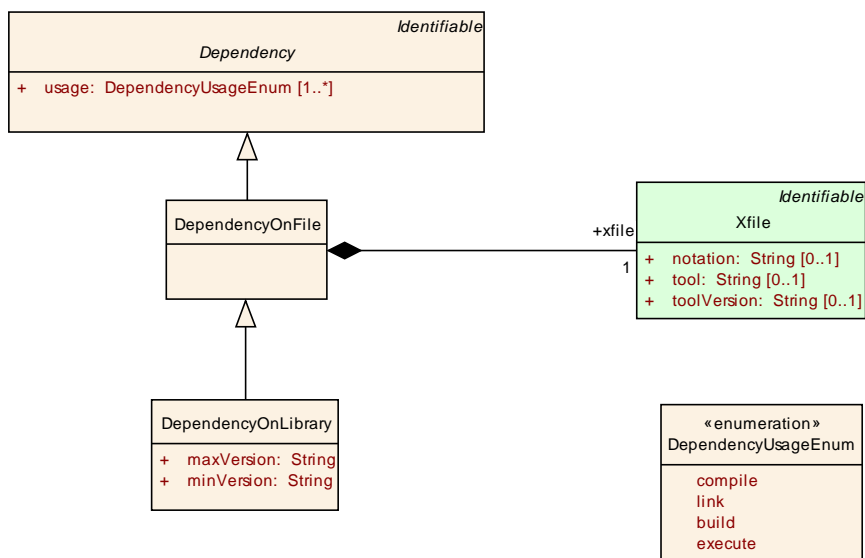 Identifiable
Dependency
+ usage: DependencyUsageEnum [1..*]
DependencyOnFile
+xfile
1
Identifiable
Xfile
+ notation: String [0..1]
+ tool: String [0..1]
+ toolVersion: String [0..1]
DependencyOnLibrary
+ maxVersion: String
+ minVersion: String
«enumeration»
DependencyUsageEnum
compile
link
build
execute